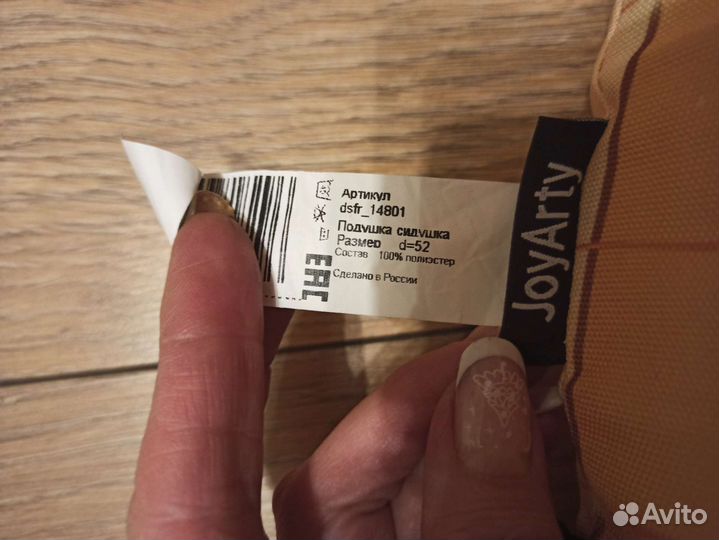 Артикул
dsfr_14801
Подушка сидушка
Размер d=52
Состав 100% полиэстер
Сделано в России
EAC
JoyArty
Avito